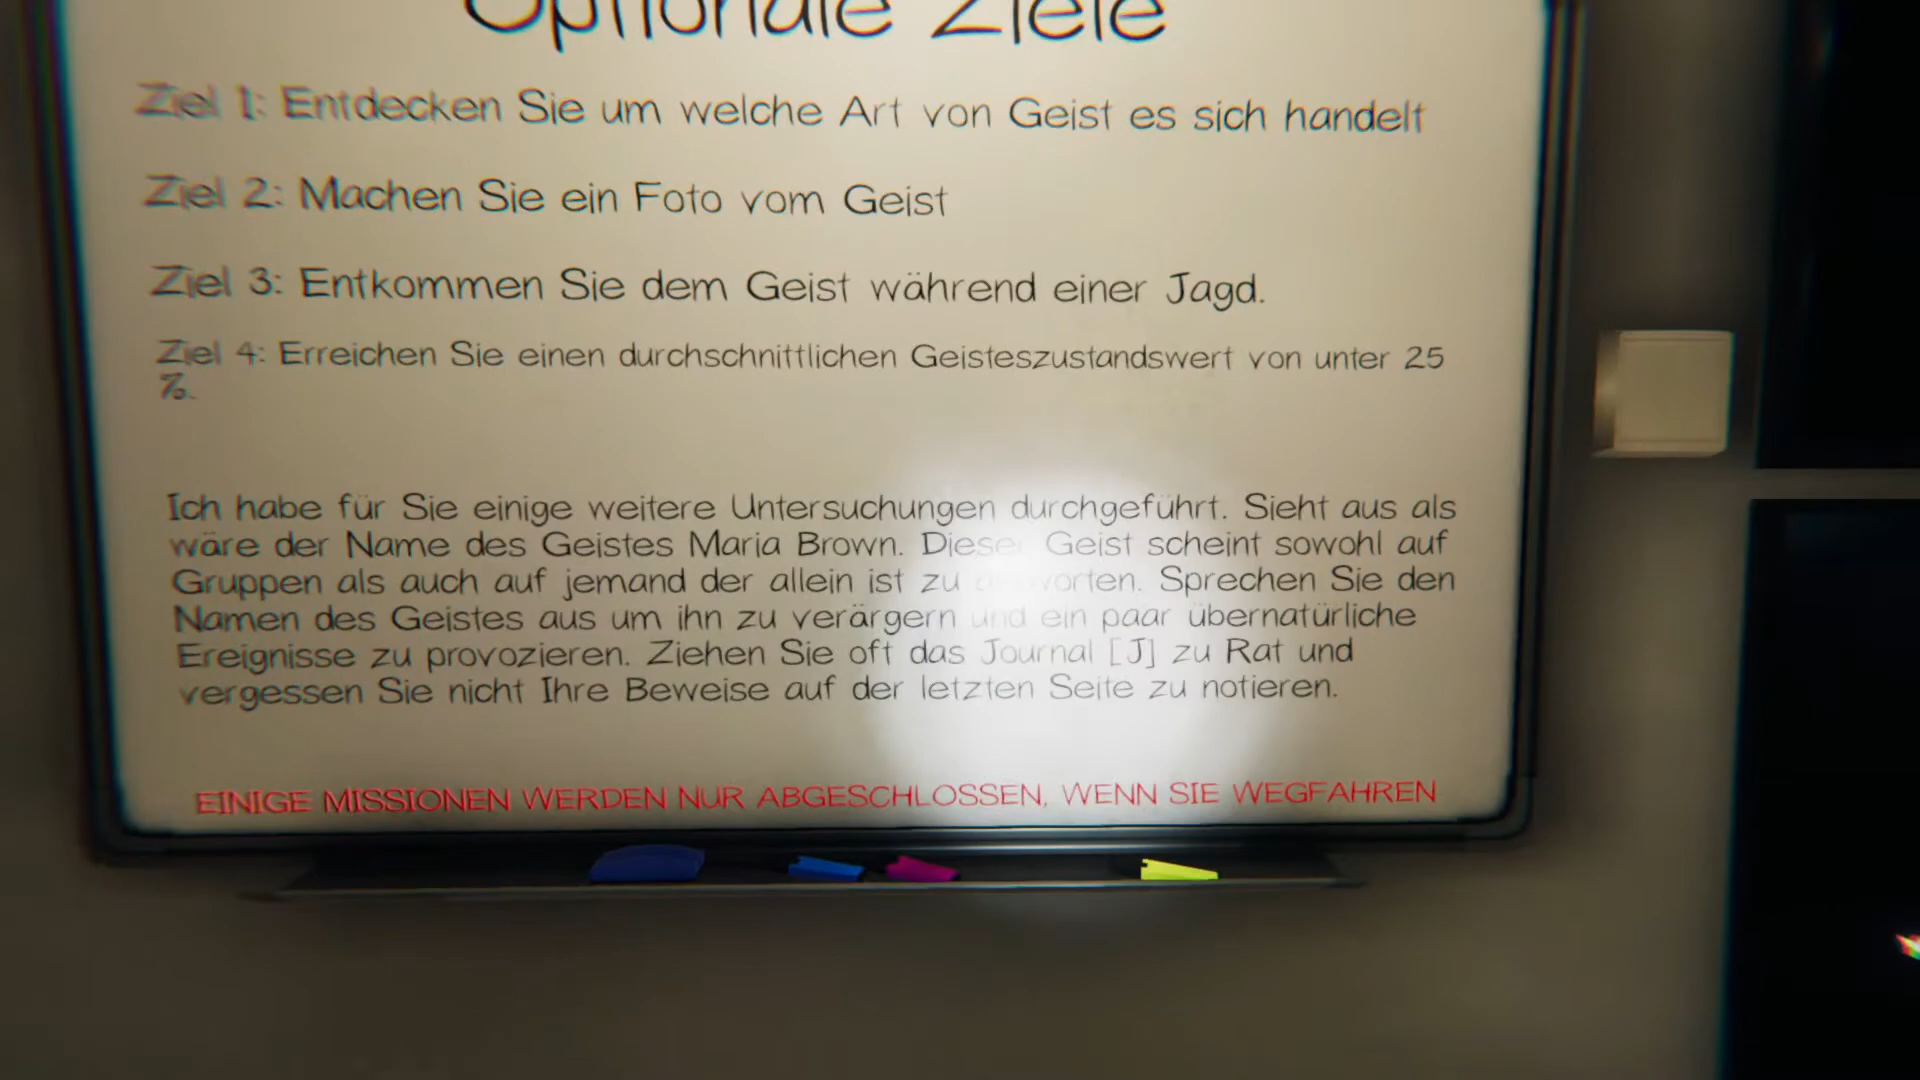 Optionale Ziele
Ziel 1: Entdecken Sie um welche Art von Geist es sich handelt
Ziel 2: Machen Sie ein Foto vom Geist
Ziel 3: Entkommen Sie dem Geist während einer Jagd.
Ziel 4: Erreichen Sie einen durchschnittlichen Geisteszustandswert von unter 25
%.
Ich habe für Sie einige weitere Untersuchungen durchgeführt. Sieht aus als
wäre der Name des Geistes Maria Brown. Dieser Geist scheint sowohl auf
Gruppen als auch auf jemand der allein ist zu antworten. Sprechen Sie den
Namen des Geistes aus um ihn zu verärgern und ein paar übernatürliche
Ereignisse zu provozieren. Ziehen Sie oft das Journal [J] zu Rat und
vergessen Sie nicht Ihre Beweise auf der letzten Seite zu notieren.
EINIGE MISSIONEN WERDEN NUR ABGESCHLOSSEN, WENN SIE WEGFAHREN